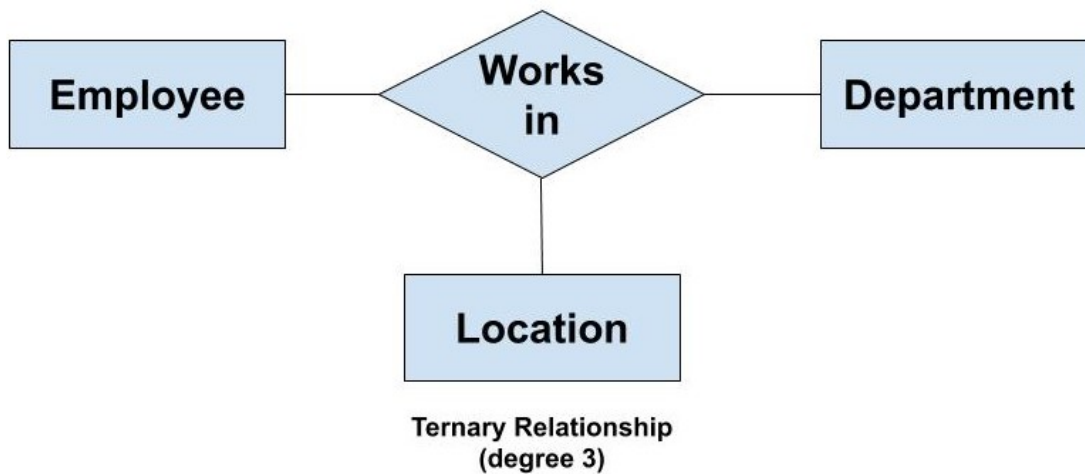 Employee
Works
in
Department
Location
Ternary Relationship
(degree 3)